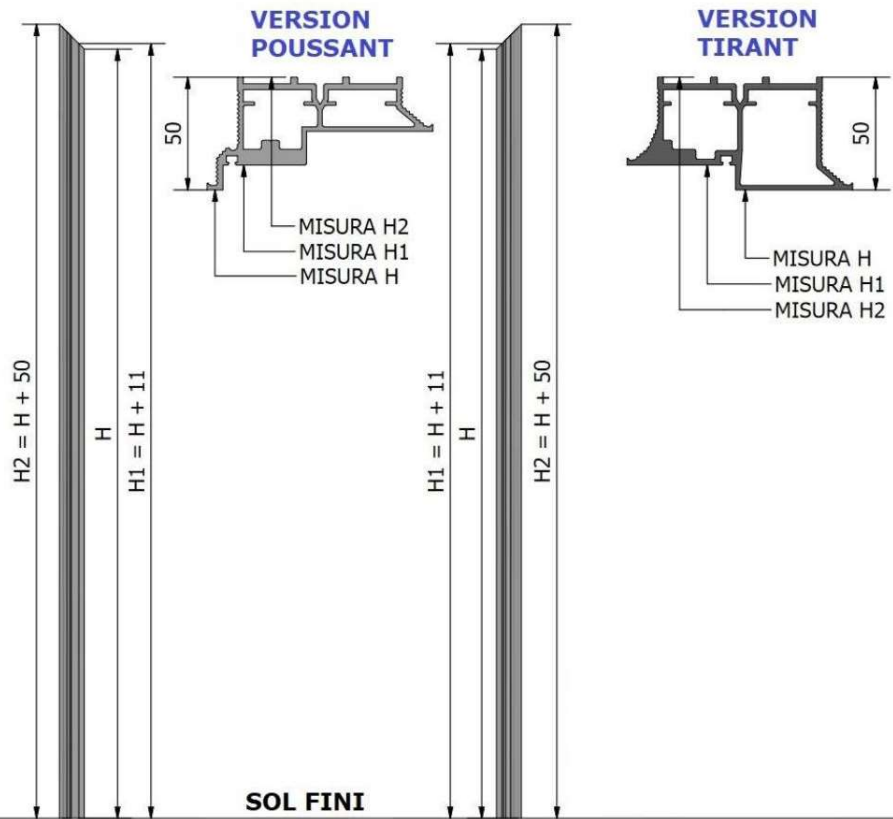 VERSION
POUSSANT
VERSION
TIRANT
50
50
MISURA H2
MISURA H1
MISURA H
MISURA H
MISURA H1
MISURA H2
H2 = H + 50
H
H1 = H + 11
H1 = H + 11
H
H2 = H + 50
SOL FINI